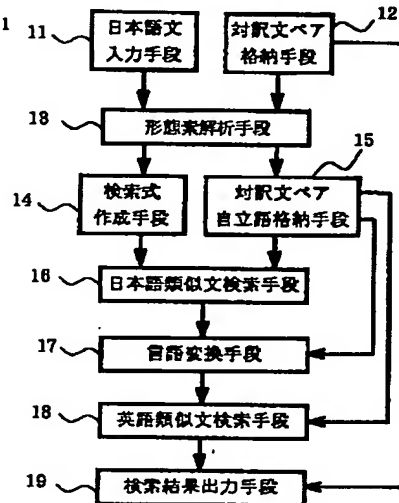 1
11
日本語文
入力手段
対訳文ペア
格納手段
12
13
形態素解析手段
15
14
検索式
作成手段
対訳文ペア
自立語格納手段
16
日本語類似文検索手段
17
言語変換手段
18
英語類似文検索手段
19
検索結果出力手段